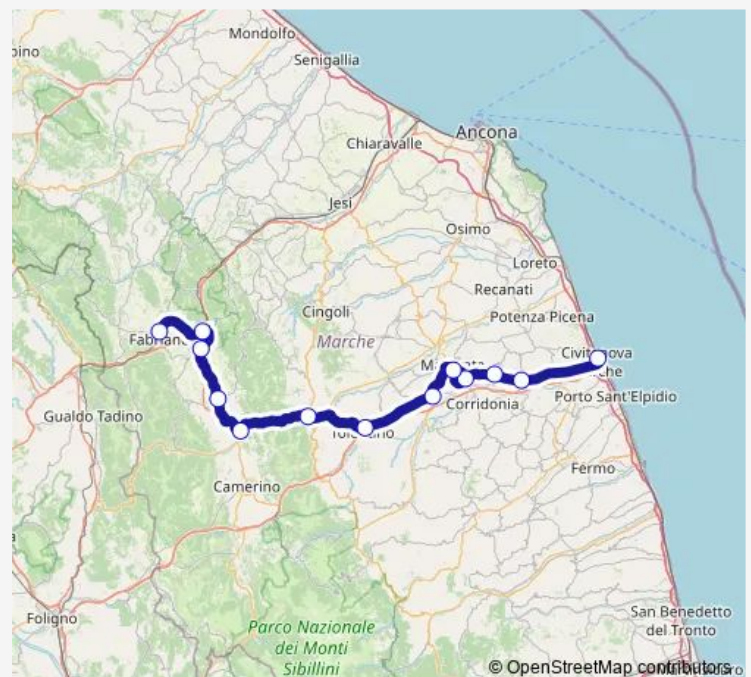 Mondolfo
Senigallia
Ancona
Chiaravalle
Jesi
Osimo
Loreto
Recanati
Cingoli
Potenza Picena
Marche
Porto Sant'Elpidio
Corridonia
Gualdo Tadino
Fermo
Camerino
Foligno
San Benedetto
del Tronto
Parco Nazionale
dei Monti
Sibillini
© OpenStreetMap contributors